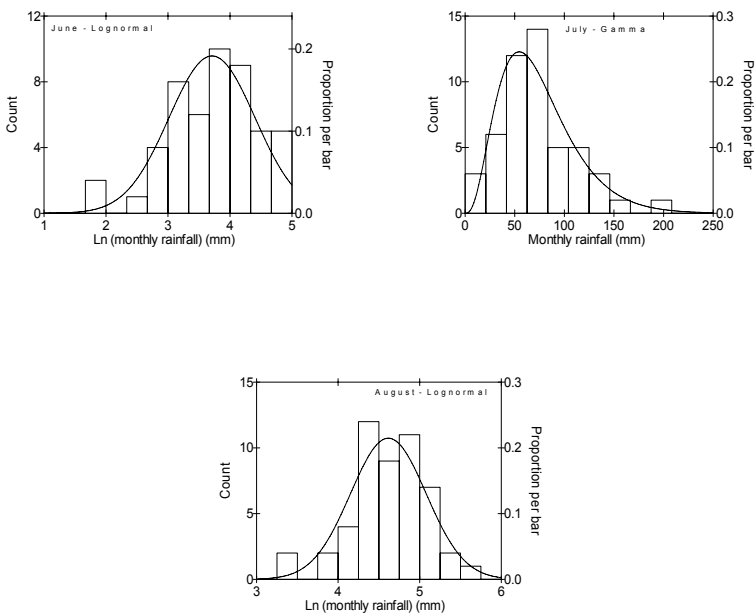 June - Lognormal
12
8
4
0
Count
0.2
0.1
0.0
Proportion per bar
1 2 3 4 5
Ln (monthly rainfall) (mm)
July - Gamma
15
10
5
0
Count
0.3
0.2
0.1
0.0
Proportion per bar
0 50 100 150 200 250
Monthly rainfall (mm)
August - Lognormal
15
10
5
0
Count
0.3
0.2
0.1
0.0
Proportion per bar
3 4 5 6
Ln (monthly rainfall) (mm)